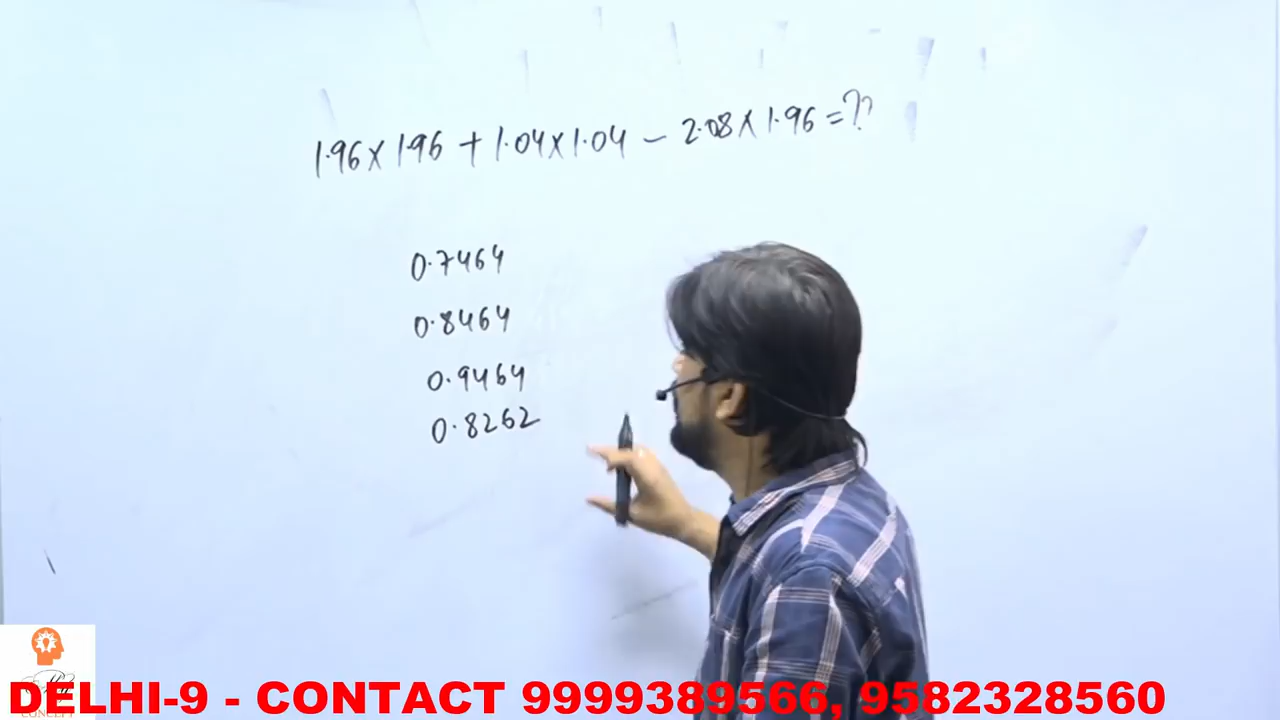 1.96 x 1.96 + 1.04 x 1.04 - 2.08 x 1.96 = ??
0.7464
0.8464
0.9464
0.8262
DELHI-9 - CONTACT 9999389566, 9582328560
CONCEPT